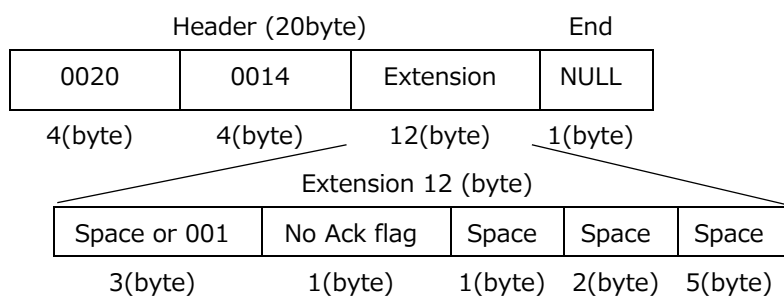 Header (20byte) End
0020 0014 Extension NULL
4(byte) 4(byte) 12(byte) 1(byte)
Extension 12 (byte)
Space or 001 No Ack flag Space Space Space
3(byte) 1(byte) 1(byte) 2(byte) 5(byte)